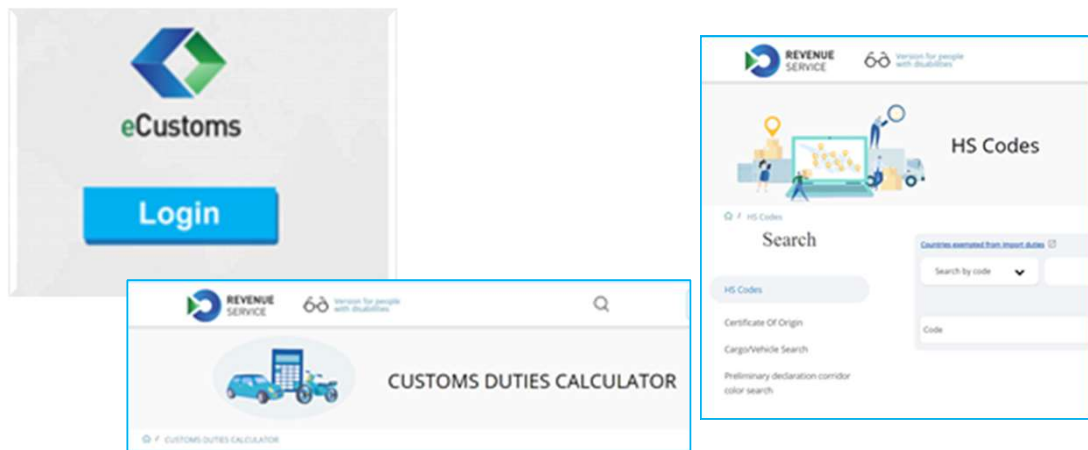 eCustoms
Login
REVENUE
SERVICE
Version for people
with disabilities
HS Codes
/ HS Codes
Search
Countries exempted from import duties
Search by code
HS Codes
Certificate Of Origin
Code
Cargo/Vehicle Search
Preliminary declaration corridor
color search
REVENUE
SERVICE
Version for people
with disabilities
CUSTOMS DUTIES CALCULATOR
/ CUSTOMS DUTIES CALCULATOR